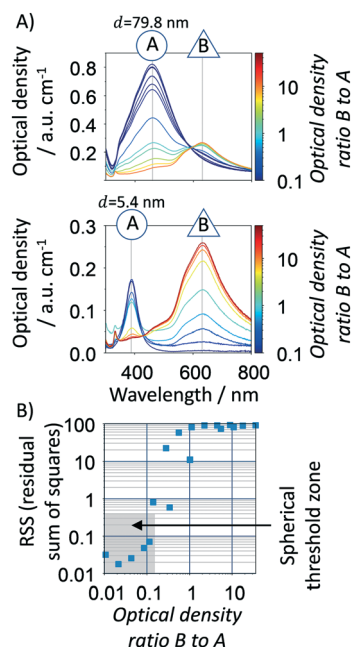 A)
d=79.8 nm
A
B
Optical density
/ a.u. cm⁻¹
0.8
0.6
0.4
0.2
10
1
0.1
Optical density
ratio B to A
d=5.4 nm
A
B
Optical density
/ a.u. cm⁻¹
0.3
0.2
0.1
0.0
10
1
0.1
Optical density
ratio B to A
400 600 800
Wavelength / nm
B)
RSS (residual
sum of squares)
100
10
1
0.1
0.01
0.01 0.1 1 10
Optical density
ratio B to A
Spherical
threshold zone